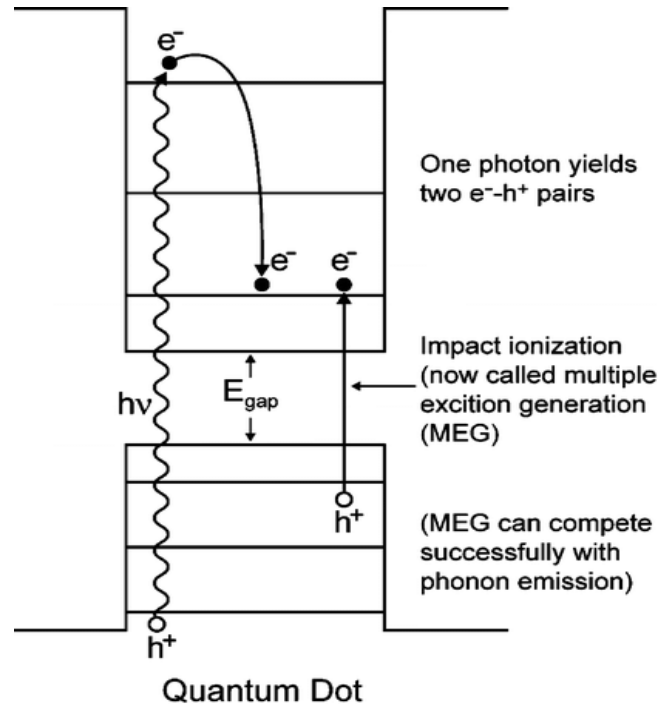 e⁻
One photon yields
two e⁻-h⁺ pairs
e⁻
e⁻
Impact ionization
(now called multiple
excition generation
(MEG)
E_gap
hν
h⁺
(MEG can compete
successfully with
phonon emission)
h⁺
Quantum Dot